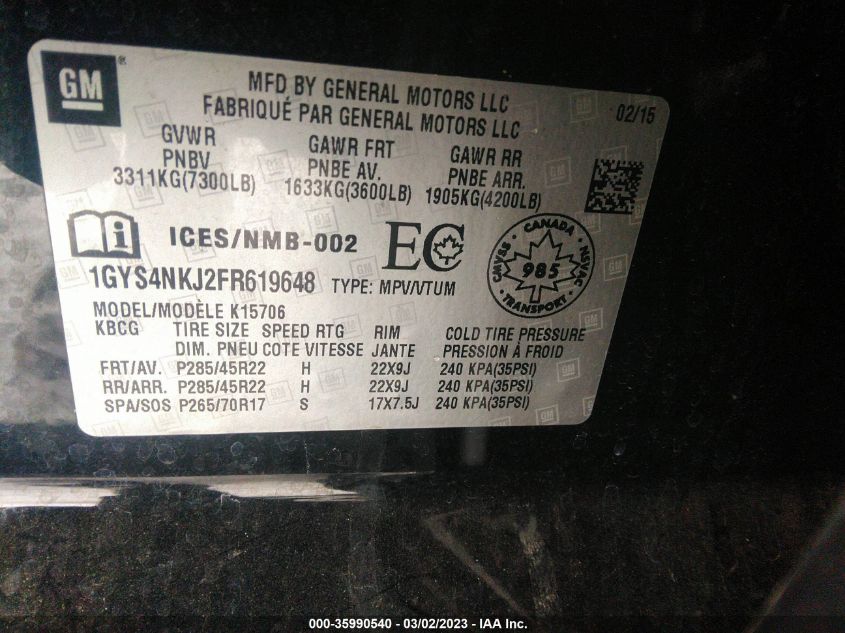 GM
MFD BY GENERAL MOTORS LLC
FABRIQUÉ PAR GENERAL MOTORS LLC
02/15
GVWR
PNBV
3311KG(7300LB)
GAWR FRT
PNBE AV.
1633KG(3600LB)
GAWR RR
PNBE ARR.
1905KG(4200LB)
i
ICES/NMB-002
EC
CANADA
CMVSS
NSVAC
985
TRANSPORT
1GYS4NKJ2FR619648 TYPE: MPV/VTUM
MODEL/MODÈLE K15706
KBCG TIRE SIZE SPEED RTG RIM COLD TIRE PRESSURE
DIM. PNEU COTE VITESSE JANTE PRESSION À FROID
FRT/AV. P285/45R22 H 22X9J 240 KPA(35PSI)
RR/ARR. P285/45R22 H 22X9J 240 KPA(35PSI)
SPA/SOS P265/70R17 S 17X7.5J 240 KPA(35PSI)
000-35990540 - 03/02/2023 - IAA Inc.